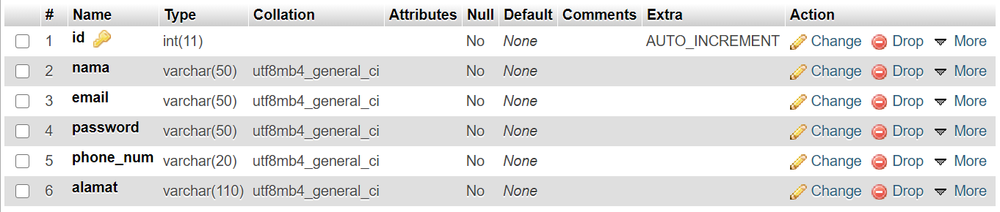 # Name Type Collation Attributes Null Default Comments Extra Action
1 id int(11) No None AUTO_INCREMENT Change Drop More
2 nama varchar(50) utf8mb4_general_ci No None Change Drop More
3 email varchar(50) utf8mb4_general_ci No None Change Drop More
4 password varchar(50) utf8mb4_general_ci No None Change Drop More
5 phone_num varchar(20) utf8mb4_general_ci No None Change Drop More
6 alamat varchar(110) utf8mb4_general_ci No None Change Drop More